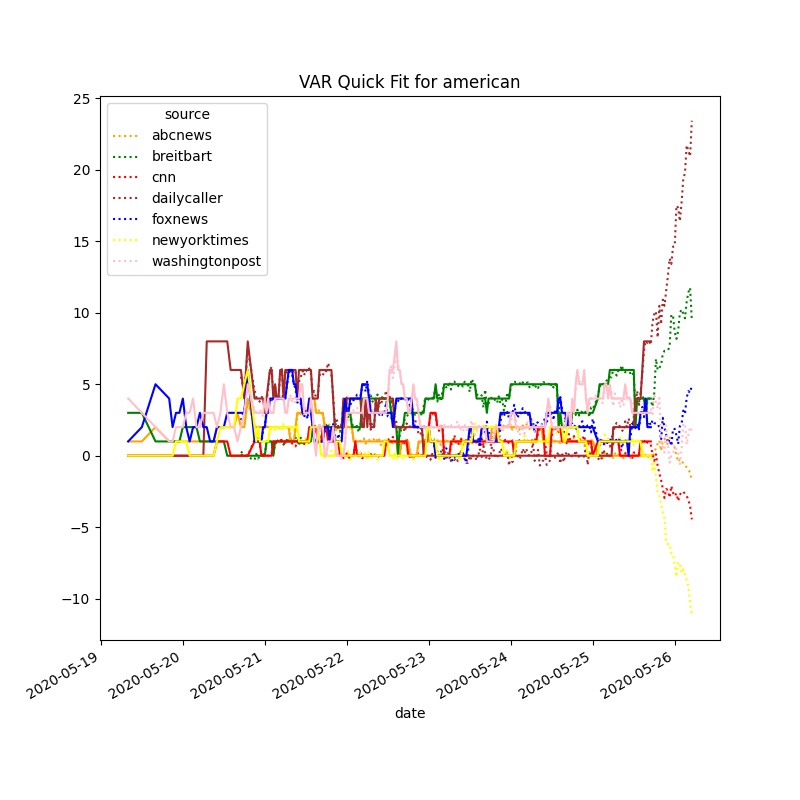 VAR Quick Fit for american
25
20
15
10
5
0
−5
−10
source
abcnews
breitbart
cnn
dailycaller
foxnews
newyorktimes
washingtonpost
2020-05-19
2020-05-20
2020-05-21
2020-05-22
2020-05-23
2020-05-24
2020-05-25
2020-05-26
date